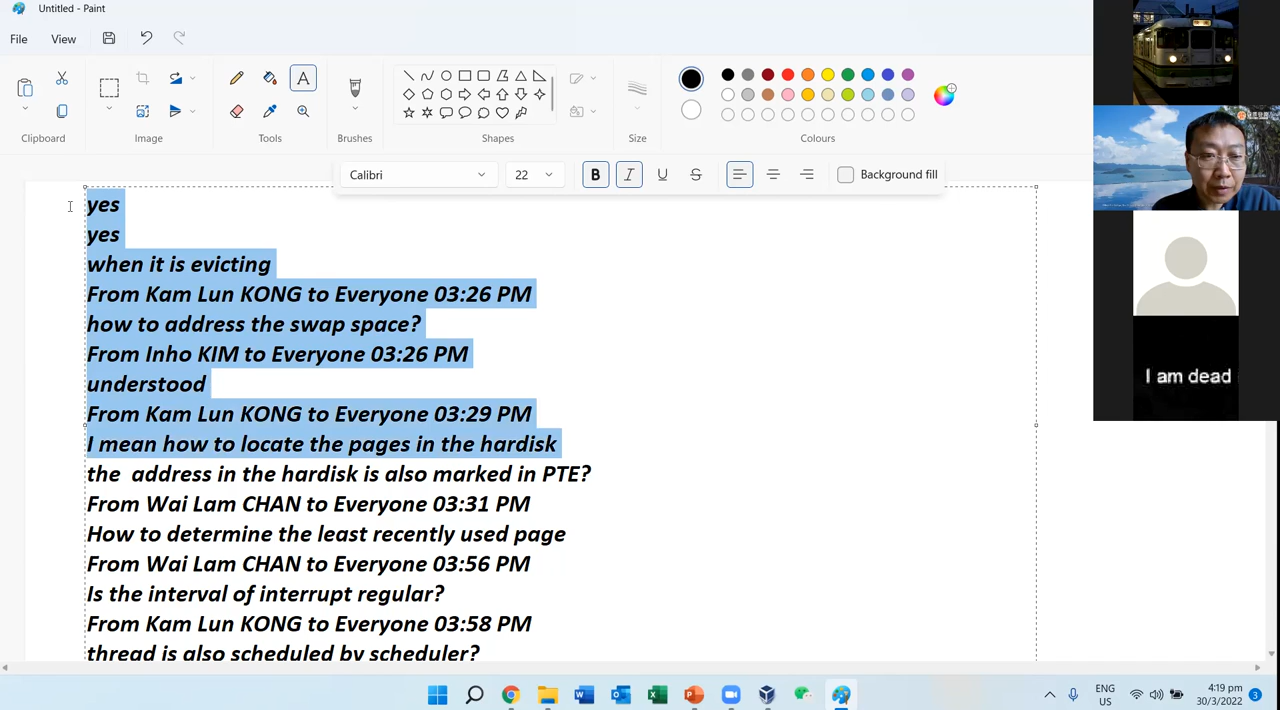 Untitled - Paint
File
View
A
Clipboard
Image
Tools
Brushes
Shapes
Size
Colours
Calibri
22
B
I
U
S
Background fill
yes
yes
when it is evicting
From Kam Lun KONG to Everyone 03:26 PM
how to address the swap space?
From Inho KIM to Everyone 03:26 PM
understood
From Kam Lun KONG to Everyone 03:29 PM
I mean how to locate the pages in the hardisk
the address in the hardisk is also marked in PTE?
From Wai Lam CHAN to Everyone 03:31 PM
How to determine the least recently used page
From Wai Lam CHAN to Everyone 03:56 PM
Is the interval of interrupt regular?
From Kam Lun KONG to Everyone 03:58 PM
thread is also scheduled by scheduler?
I am dead
ENG
US
4:19 pm
30/3/2022
3